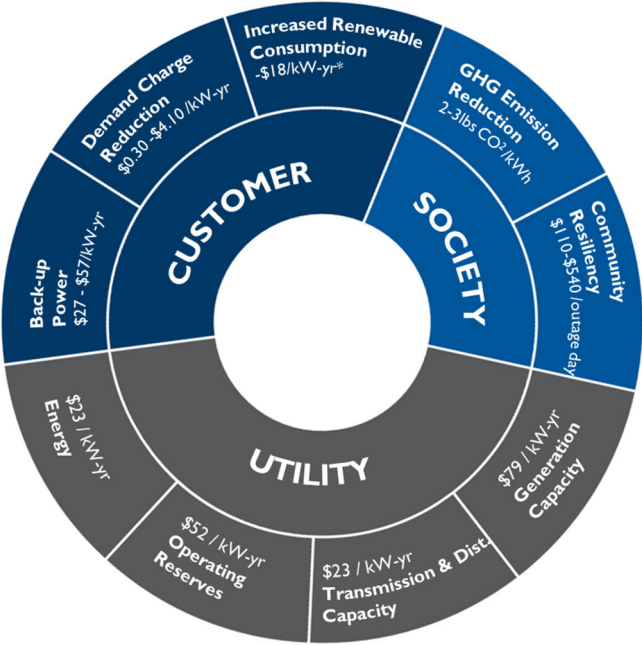 Increased Renewable
Consumption
-$18/kW-yr*
GHG Emission
Reduction
2-3lbs CO²/kWh
Community
Resiliency
$110-$540 /outage day
$79 / kW-yr
Generation
Capacity
$23 / kW-yr
Transmission & Dist.
Capacity
$52 / kW-yr
Operating
Reserves
$23 / kW-yr
Energy
Back-up
Power
$27 - $57/kW-yr
Demand Charge
Reduction
$0.30 -$4.10 /kW-yr
CUSTOMER
SOCIETY
UTILITY